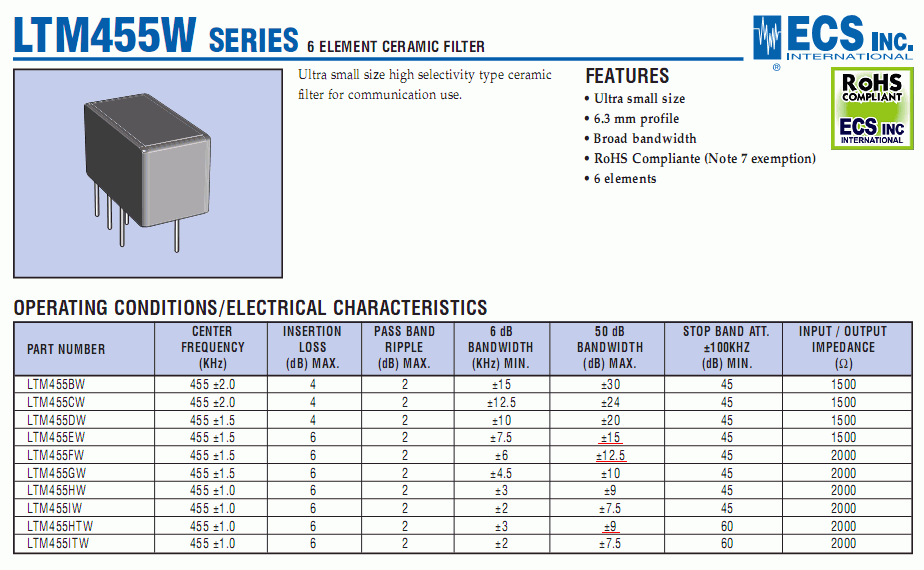 LTM455W SERIES 6 ELEMENT CERAMIC FILTER
ECS INC.
INTERNATIONAL
®
Ultra small size high selectivity type ceramic
filter for communication use.
FEATURES
• Ultra small size
• 6.3 mm profile
• Broad bandwidth
• RoHS Compliante (Note 7 exemption)
• 6 elements
RoHS
COMPLIANT
ECS INC
INTERNATIONAL
OPERATING CONDITIONS/ELECTRICAL CHARACTERISTICS
PART NUMBER CENTER FREQUENCY (KHz) INSERTION LOSS (dB) MAX. PASS BAND RIPPLE (dB) MAX. 6 dB BANDWIDTH (KHz) MIN. 50 dB BANDWIDTH (dB) MAX. STOP BAND ATT. ±100KHZ (dB) MIN. INPUT / OUTPUT IMPEDANCE (Ω)
LTM455BW 455 ±2.0 4 2 ±15 ±30 45 1500
LTM455CW 455 ±2.0 4 2 ±12.5 ±24 45 1500
LTM455DW 455 ±1.5 4 2 ±10 ±20 45 1500
LTM455EW 455 ±1.5 6 2 ±7.5 ±15 45 1500
LTM455FW 455 ±1.5 6 2 ±6 ±12.5 45 2000
LTM455GW 455 ±1.5 6 2 ±4.5 ±10 45 2000
LTM455HW 455 ±1.0 6 2 ±3 ±9 45 2000
LTM455IW 455 ±1.0 6 2 ±2 ±7.5 45 2000
LTM455HTW 455 ±1.0 6 2 ±3 ±9 60 2000
LTM455ITW 455 ±1.0 6 2 ±2 ±7.5 60 2000